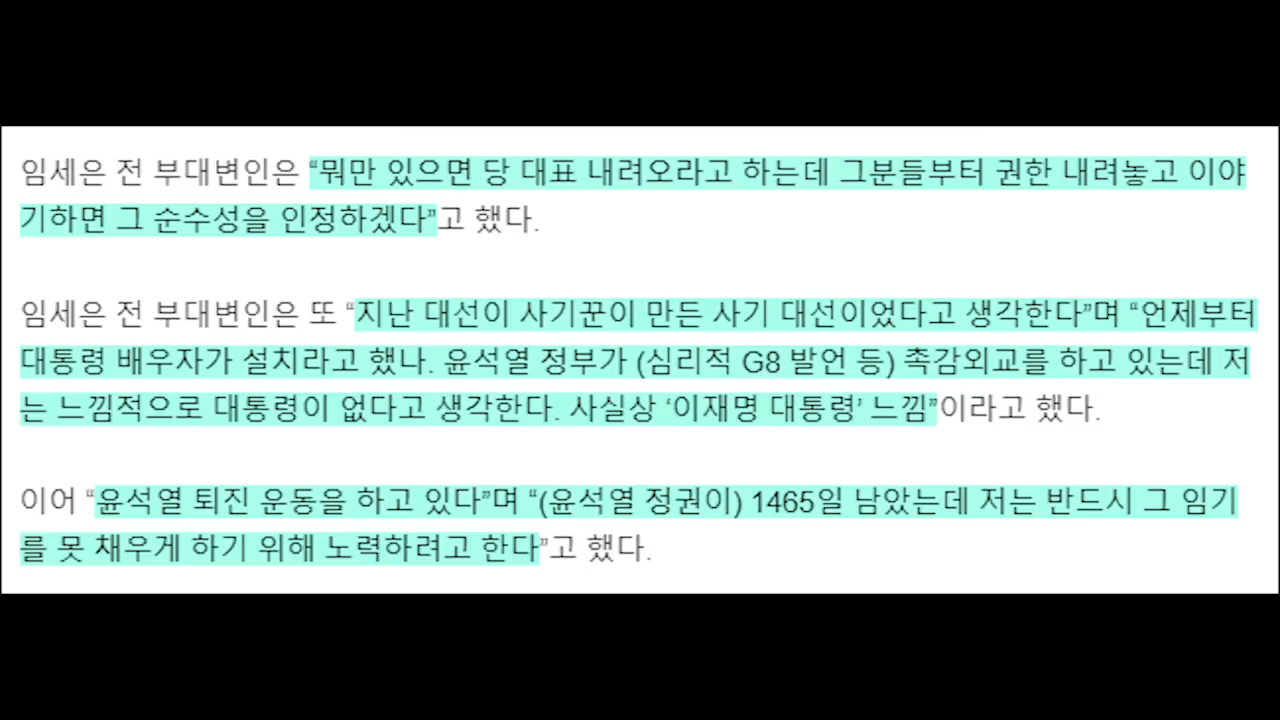 임세은 전 부대변인은 “뭐만 있으면 당 대표 내려오라고 하는데 그분들부터 권한 내려놓고 이야
기하면 그 순수성을 인정하겠다”고 했다.
임세은 전 부대변인은 또 “지난 대선이 사기꾼이 만든 사기 대선이었다고 생각한다”며 “언제부터
대통령 배우자가 설치라고 했나. 윤석열 정부가 (심리적 G8 발언 등) 촉감외교를 하고 있는데 저
는 느낌적으로 대통령이 없다고 생각한다. 사실상 ‘이재명 대통령’ 느낌”이라고 했다.
이어 “윤석열 퇴진 운동을 하고 있다”며 “(윤석열 정권이) 1465일 남았는데 저는 반드시 그 임기
를 못 채우게 하기 위해 노력하려고 한다”고 했다.